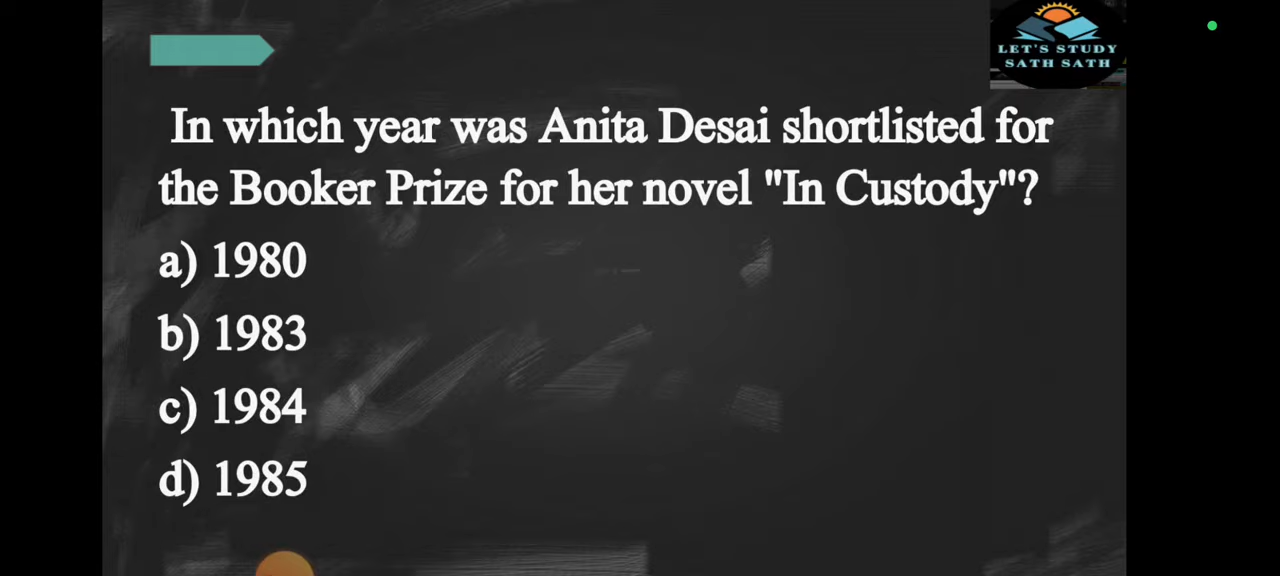 LET'S STUDY
SATH SATH
In which year was Anita Desai shortlisted for
the Booker Prize for her novel "In Custody"?
a) 1980
b) 1983
c) 1984
d) 1985